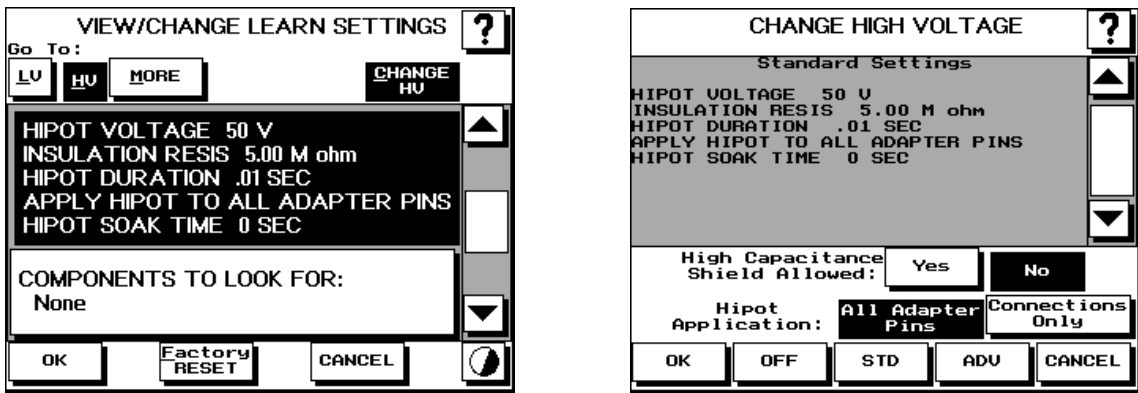 VIEW/CHANGE LEARN SETTINGS
?
Go To:
LV
HV
MORE
CHANGE
HV
HIPOT VOLTAGE 50 V
INSULATION RESIS 5.00 M ohm
HIPOT DURATION .01 SEC
APPLY HIPOT TO ALL ADAPTER PINS
HIPOT SOAK TIME 0 SEC
COMPONENTS TO LOOK FOR:
None
OK
Factory
RESET
CANCEL
CHANGE HIGH VOLTAGE
?
Standard Settings
HIPOT VOLTAGE 50 V
INSULATION RESIS 5.00 M ohm
HIPOT DURATION .01 SEC
APPLY HIPOT TO ALL ADAPTER PINS
HIPOT SOAK TIME 0 SEC
High Capacitance
Shield Allowed:
Yes
No
Hipot
Application:
All Adapter
Pins
Connections
Only
OK
OFF
STD
ADV
CANCEL